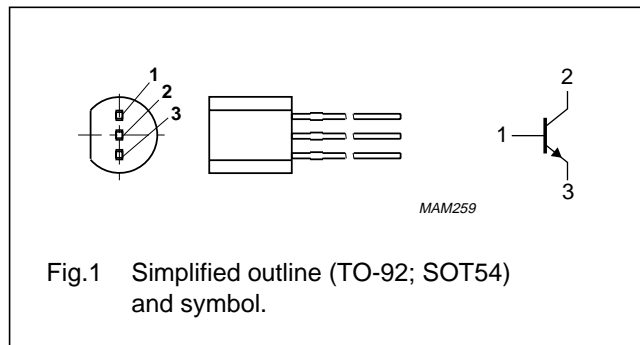 1
2
3
2
1
3
MAM259
Fig.1 Simplified outline (TO-92; SOT54)
and symbol.